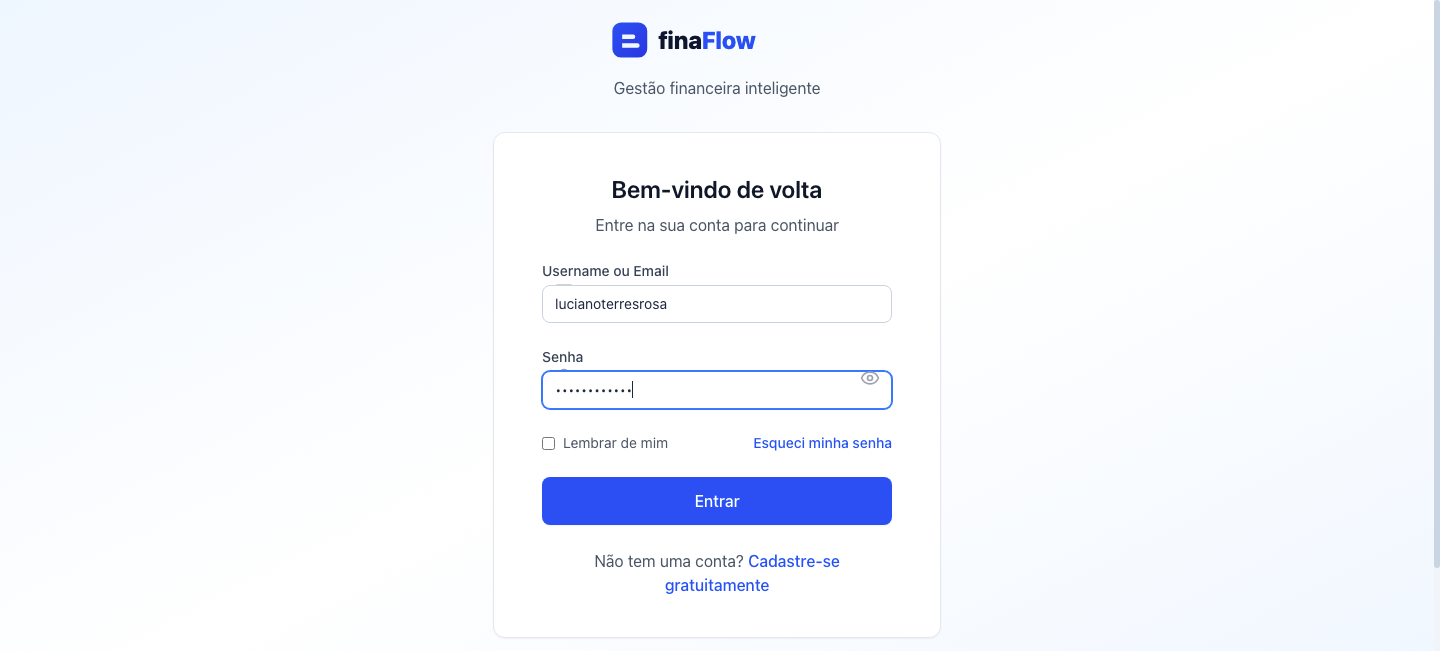 finaFlow
Gestão financeira inteligente
Bem-vindo de volta
Entre na sua conta para continuar
Username ou Email
lucianoterresrosa
Senha
••••••••••••
Lembrar de mim
Esqueci minha senha
Entrar
Não tem uma conta? Cadastre-se
gratuitamente